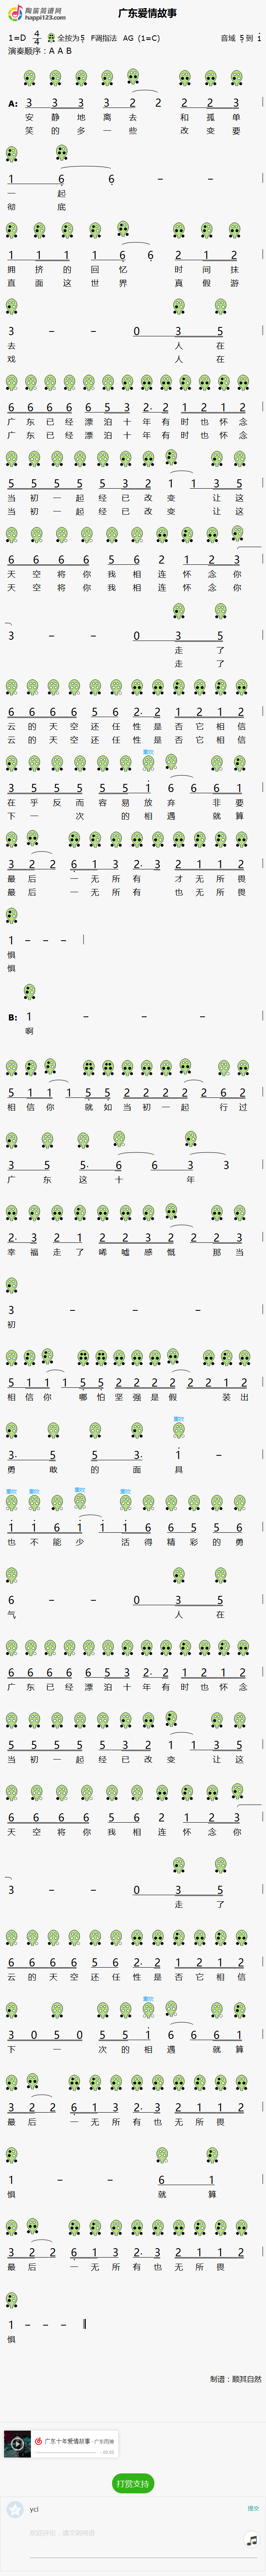 陶笛简谱网
happi123.com
广东爱情故事
1=D 4/4 全按为5 F调指法 AG (1=C) 音域 5到 1
演奏顺序：A A B
A: 3 3 3 3 2 2 2 2 3
安 静 地 离 去 和 孤 单
笑 的 多 一 些 改 变 要
1 6 6 – –
一 起
彻 底
1 1 1 1 6 6 2 1 2
拥 挤 的 回 忆 时 间 抹
直 面 这 世 界 真 假 游
3 – – 0 3 5
去 人 在
戏 人 在
6 6 6 6 6 5 3 2. 2 1 2 1 2
广 东 已 经 漂 泊 十 年 有 时 也 怀 念
广 东 已 经 漂 泊 十 年 有 时 也 怀 念
5 5 5 5 5 3 2 1 1 3 5
当 初 一 起 经 已 改 变 让 这
当 初 一 起 经 已 改 变 让 这
6 6 6 6 5 6 2 1 2 3
天 空 将 你 我 相 连 怀 念 你
天 空 将 你 我 相 连 怀 念 你
3 – – 0 3 5
走 了
走 了
6 6 6 6 5 6 2. 2 1 2 1 2
云 的 天 空 还 任 性 是 否 它 相 信
云 的 天 空 还 任 性 是 否 它 相 信
重吹
3 5 5 5 5 5 1 6 6 6 1
在 乎 反 而 容 易 放 弃 非 要
下 一 次 的 相 遇 就 算
3 2 2 6 1 3 2. 3 2 1 1 2
最 后 一 无 所 有 才 无 所 畏
最 后 一 无 所 有 也 无 所 畏
1 – – –
惧
惧
B: 1 – – –
啊
5 1 1 1 5 5 2 2 2 2 2 6 2
相 信 你 就 如 当 初 一 起 行 过
3 5 5. 6 6 3 3
广 东 这 十 年
2. 3 2 1 2 2 3 2 2 2 3
幸 福 走 了 唏 嘘 感 慨 那 当
3 – – –
初
5 1 1 1 5 5 2 2 2 2 2 1 2
相 信 你 哪 怕 坚 强 是 假 装 出
重吹
3. 5 5 3. 1 –
勇 敢 的 面 具
重吹 重吹 重吹 重吹
1 1 6 1 1 1 6 6 5 5 6
也 不 能 少 活 得 精 彩 的 勇
6 – – 0 3 5
气 人 在
6 6 6 6 6 5 3 2. 2 1 2 1 2
广 东 已 经 漂 泊 十 年 有 时 也 怀 念
5 5 5 5 5 3 2 1 1 3 5
当 初 一 起 经 已 改 变 让 这
6 6 6 6 5 6 2 1 2 3
天 空 将 你 我 相 连 怀 念 你
3 – – 0 3 5
走 了
6 6 6 6 5 6 2. 2 1 2 1 2
云 的 天 空 还 任 性 是 否 它 相 信
重吹
3 0 5 0 5 5 1 6 6 6 1
下 一 次 的 相 遇 就 算
3 2 2 6 1 3 2. 3 2 1 1 2
最 后 一 无 所 有 也 无 所 畏
1 – – 6 1
惧 就 算
3 2 2 6 1 3 2. 3 2 1 1 2
最 后 一 无 所 有 也 无 所 畏
1 – – –
惧
制谱：顺其自然
广东十年爱情故事 - 广东雨神
打赏支持
ycl 提交